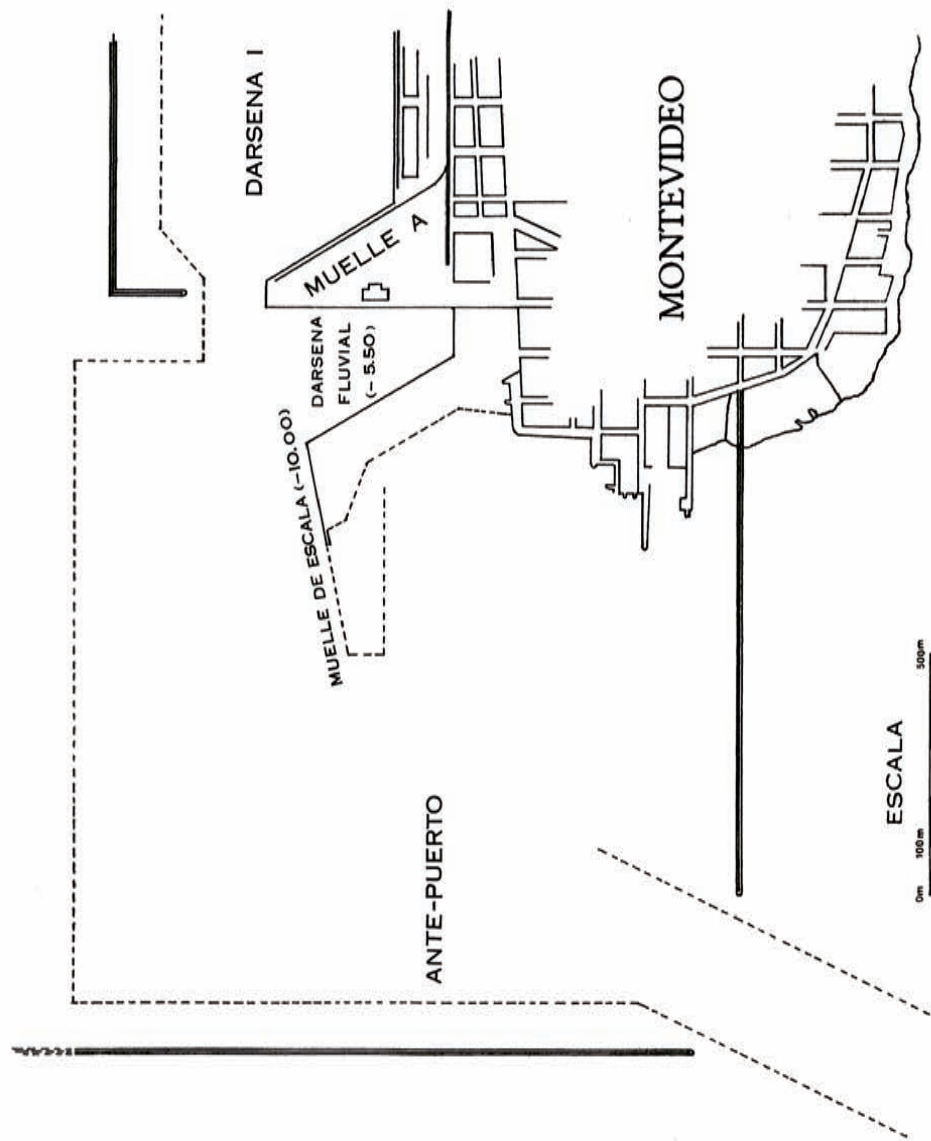 DARSENA I
MUELLE A
DARSENA
FLUVIAL
(-5.50)
MUELLE DE ESCALA (-10.00)
MONTEVIDEO
ANTE-PUERTO
ESCALA
0m 100m 500m